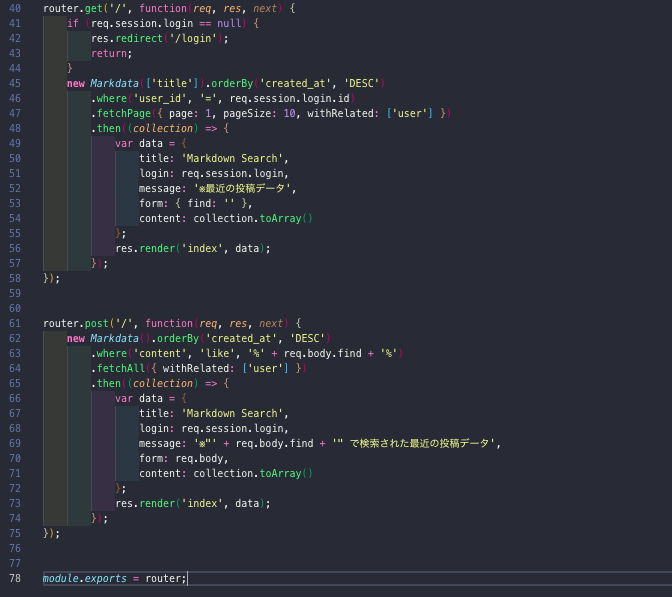 40 router.get('/', function(req, res, next) {
41     if (req.session.login == null) {
42         res.redirect('/login');
43         return;
44     }
45     new Markdata(['title']).orderBy('created_at', 'DESC')
46         .where('user_id', '=', req.session.login.id)
47         .fetchPage({ page: 1, pageSize: 10, withRelated: ['user'] })
48         .then((collection) => {
49             var data = {
50                 title: 'Markdown Search',
51                 login: req.session.login,
52                 message: '※最近の投稿データ',
53                 form: { find: '' },
54                 content: collection.toArray()
55             };
56             res.render('index', data);
57         });
58 });
59
60
61 router.post('/', function(req, res, next) {
62     new Markdata().orderBy('created_at', 'DESC')
63         .where('content', 'like', '%' + req.body.find + '%')
64         .fetchAll({ withRelated: ['user'] })
65         .then((collection) => {
66             var data = {
67                 title: 'Markdown Search',
68                 login: req.session.login,
69                 message: '※"' + req.body.find + '" で検索された最近の投稿データ',
70                 form: req.body,
71                 content: collection.toArray()
72             };
73             res.render('index', data);
74         });
75 });
76
77
78 module.exports = router;